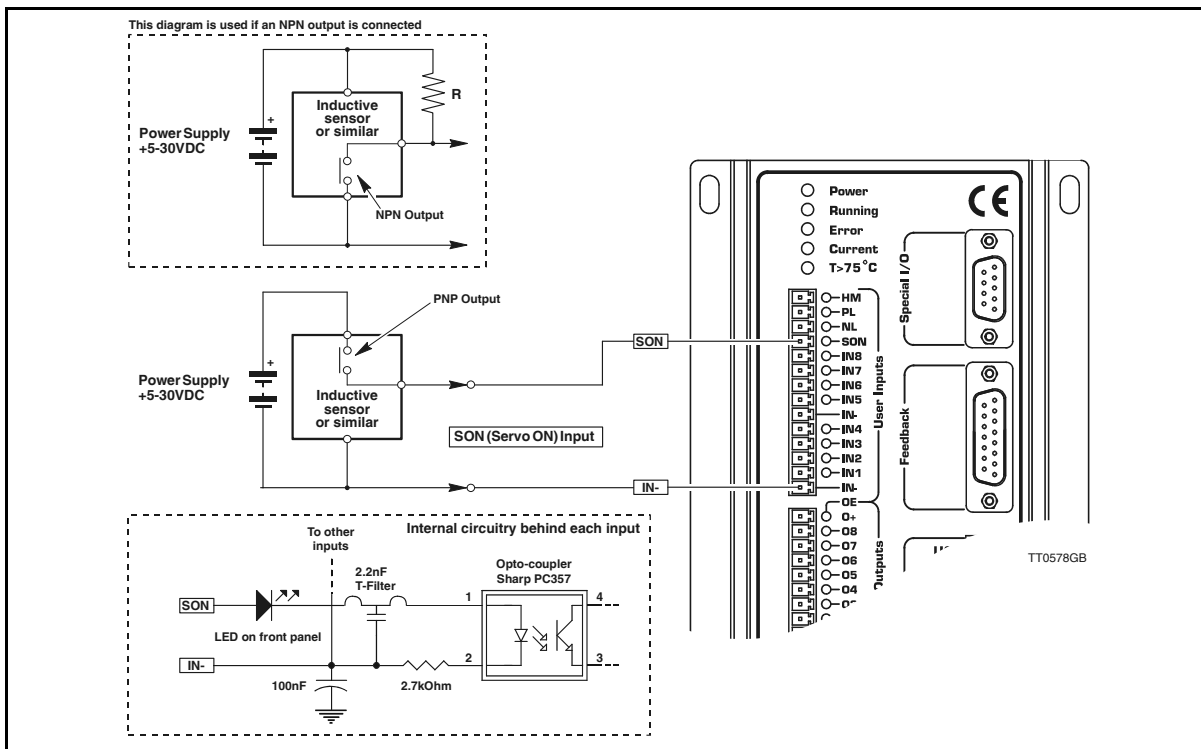 This diagram is used if an NPN output is connected
Power Supply
+5-30VDC
+
Inductive
sensor
or similar
R
NPN Output
PNP Output
Power Supply
+5-30VDC
+
Inductive
sensor
or similar
SON
SON (Servo ON) Input
IN-
Internal circuitry behind each input
To other
inputs
2.2nF
T-Filter
Opto-coupler
Sharp PC357
SON
LED on front panel
IN-
100nF
2.7kOhm
1
2
4
3
Power
Running
Error
Current
T>75°C
CE
HM
PL
NL
SON
IN8
IN7
IN6
IN5
IN-
IN4
IN3
IN2
IN1
IN-
User Inputs
OE
O+
O8
O7
O6
O5
O4
Special I/O
Feedback
TT0578GB